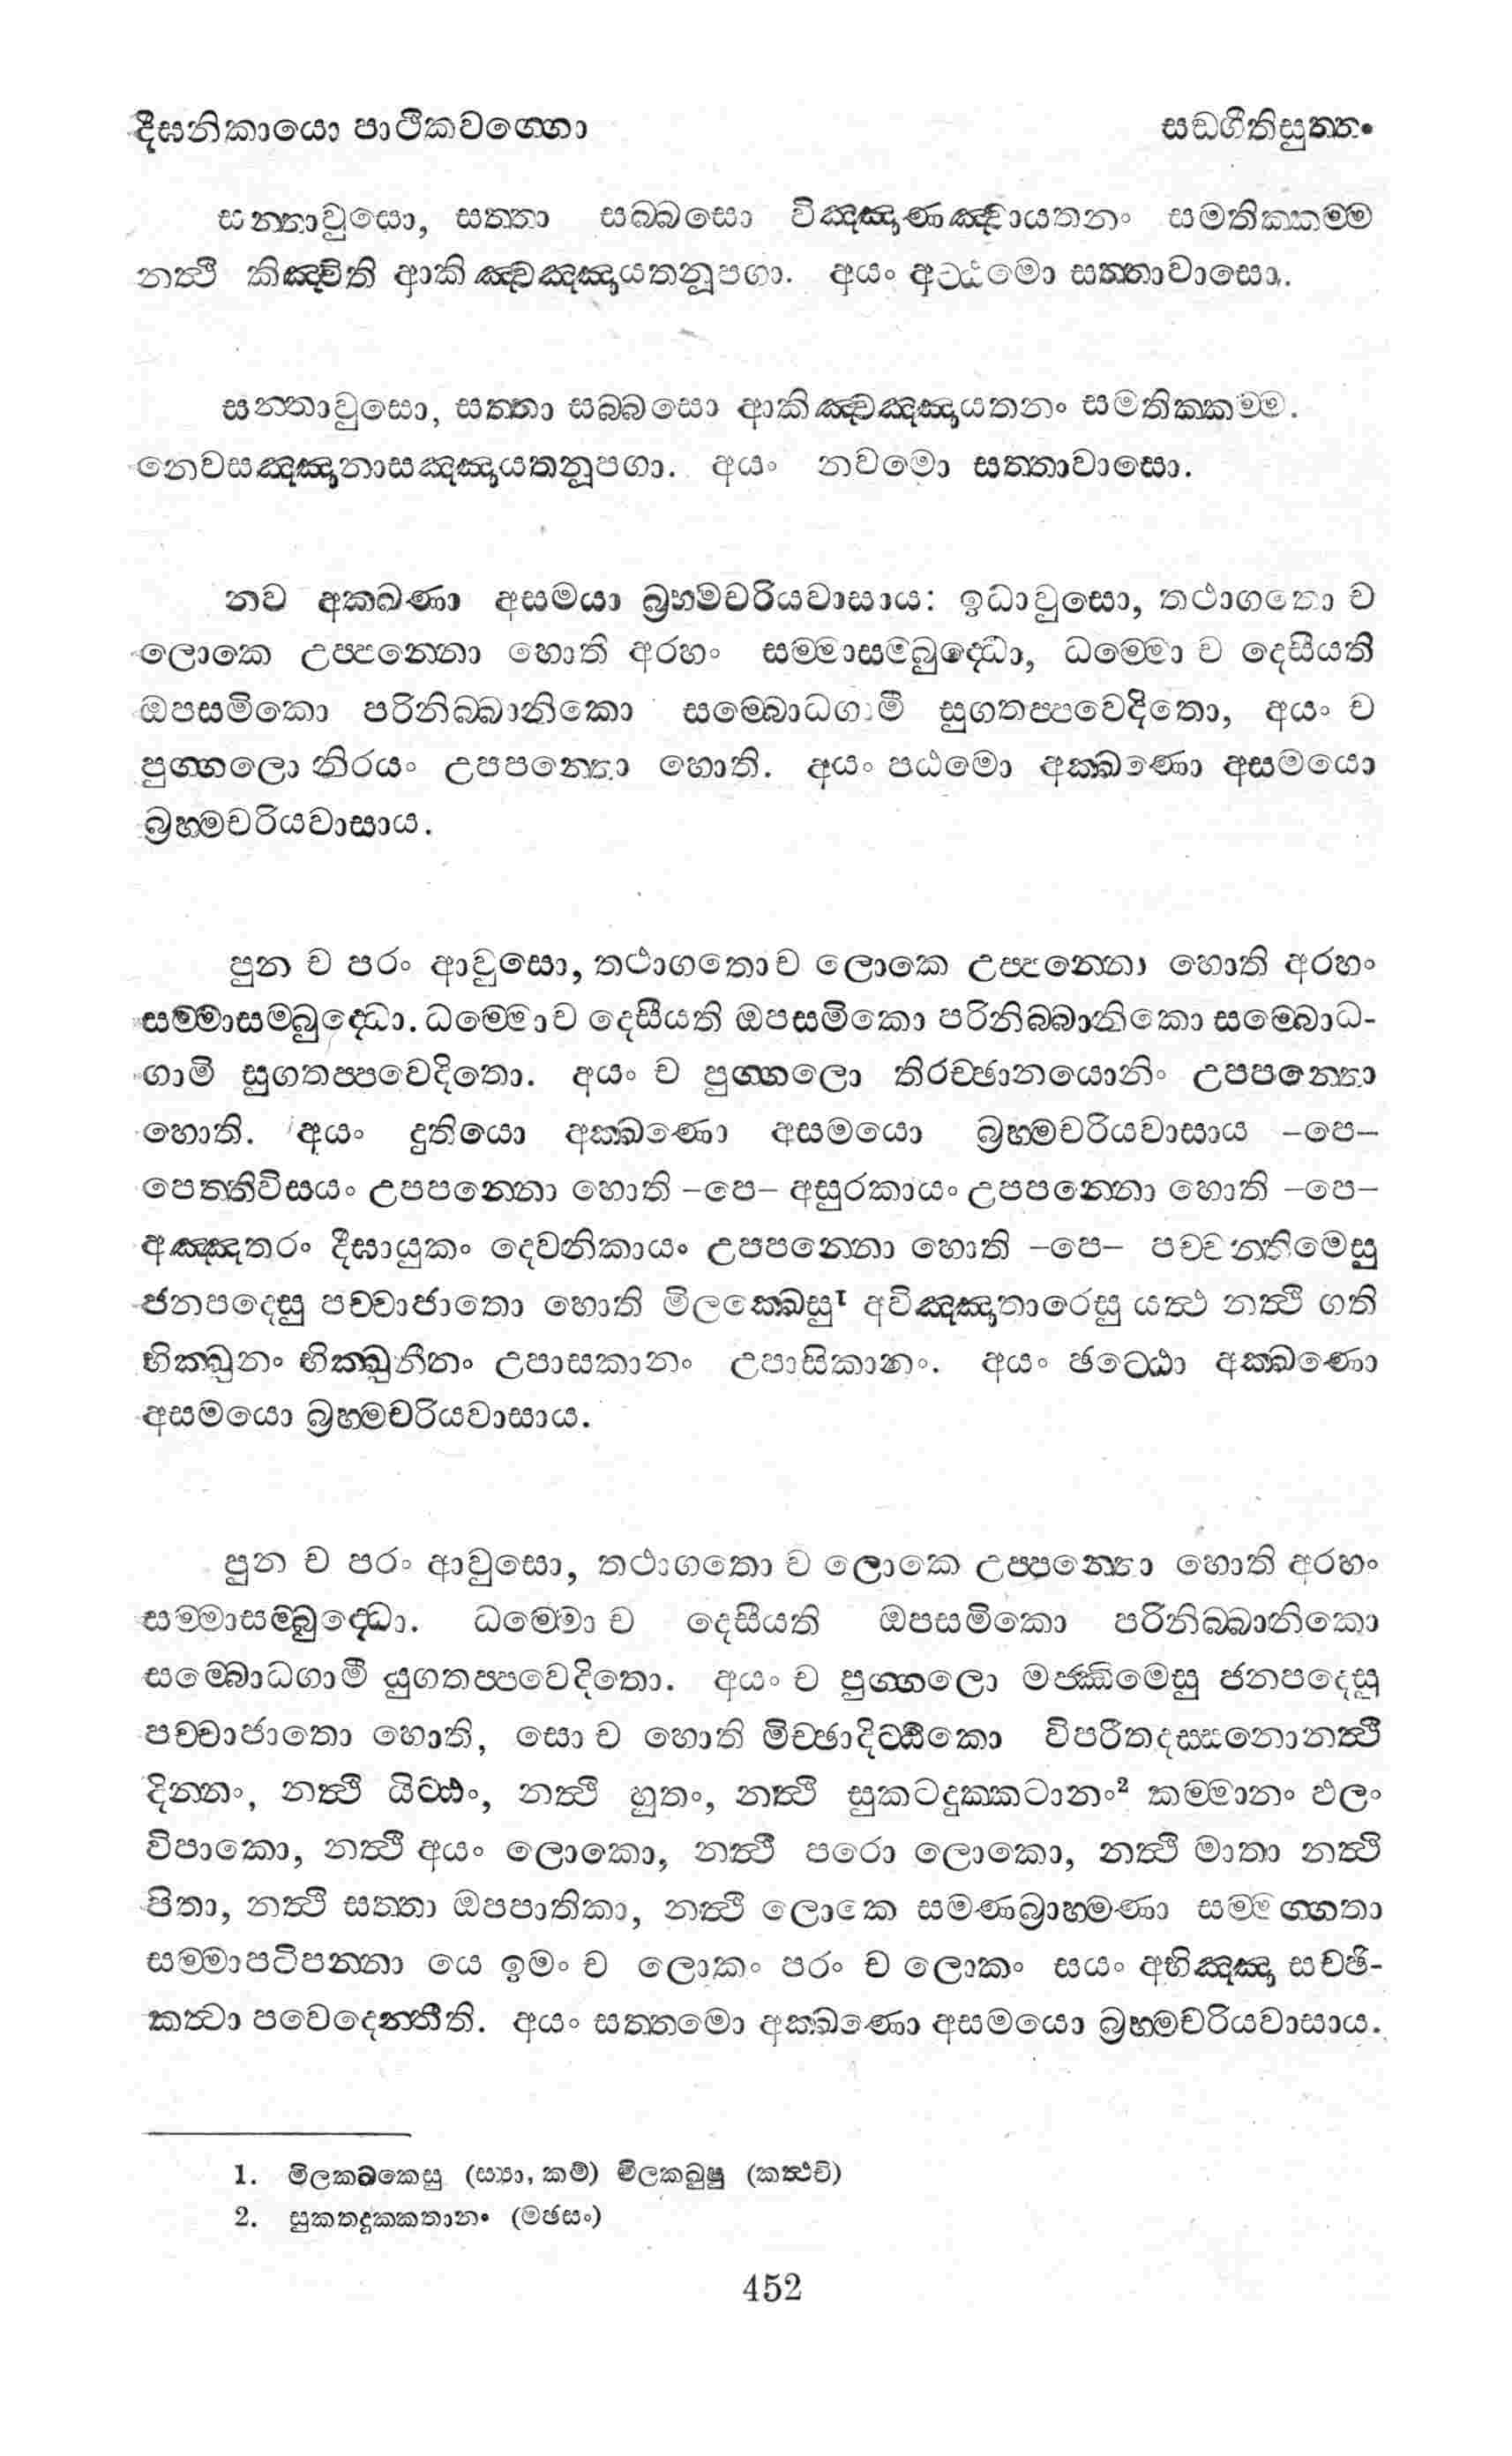 දීඝනිකායො පාථිකවග්ගො සඞගීතිසුත්තං
සන්තාවුසො, සත්තා සබ්බසො විඤ්ඤාණඤ්චායතනං සමතික්කම්ම
නත්ථි කිඤ්චිති ආකිඤ්චඤ්ඤායතනූපගා. අයං අට්ඨමො සත්තාවාසො.
සන්තාවුසො, සත්තා සබ්බසො ආකිඤ්චඤ්ඤායතනං සමතික්කම්ම.
නෙවසඤ්ඤානාසඤ්ඤායතනූපගා. අයං නවමො සත්තාවාසො.
නව අක්ඛණා අසමයා බ්‍රහ්මචරියවාසාය: ඉධාවුසො, තථාගතො ච
ලොකෙ උප්පන්නො හොති අරහං සම්මාසම්බුද්ධො, ධම්මො ච දෙසීයති
ඔපසමිකො පරිනිබ්බානිකො සම්බොධගාමී සුගතප්පවෙදිතො, අයං ච
පුග්ගලො නිරයං උපපන්නො හොති. අයං පඨමො අක්ඛණො අසමයො
බ්‍රහ්මචරියවාසාය.
පුන ච පරං ආවුසො, තථාගතො ච ලොකෙ උප්පන්නො හොති අරහං
සම්මාසම්බුද්ධො. ධම්මො ච දෙසීයති ඔපසමිකො පරිනිබ්බානිකො සම්බොධ-
ගාමි සුගතප්පවෙදිතො. අයං ච පුග්ගලො තිරච්ඡානයොනිං උපපන්නො
හොති. අයං දුතියො අක්ඛණො අසමයො බ්‍රහ්මචරියවාසාය –පෙ–
පෙත්තිවිසයං උපපන්නො හොති –පෙ– අසුරකායං උපපන්නො හොති –පෙ–
අඤ්ඤතරං දීඝායුකං දෙවනිකායං උපපන්නො හොති –පෙ– පච්චන්තිමෙසු
ජනපදෙසු පච්චාජාතො හොති මිලක්ඛෙසු¹ අවිඤ්ඤාතාරෙසු යත්ථ නත්ථි ගති
භික්ඛුනං භික්ඛුනීනං උපාසකානං උපාසිකානං. අයං ඡට්ඨො අක්ඛණො
අසමයො බ්‍රහ්මචරියවාසාය.
පුන ච පරං ආවුසො, තථාගතො ච ලොකෙ උප්පන්නො හොති අරහං
සම්මාසම්බුද්ධො. ධම්මො ච දෙසීයති ඔපසමිකො පරිනිබ්බානිකො
සම්බොධගාමී යුගතප්පවෙදිතො. අයං ච පුග්ගලො මජ්ඣිමෙසු ජනපදෙසු
පච්චාජාතො හොති, සො ච හොති මිච්ඡාදිට්ඨිකො විපරීතදස්සනො නත්ථි
දින්නං, නත්ථි යිට්ඨං, නත්ථි හුතං, නත්ථි සුකටදුක්කටානං² කම්මානං ඵලං
විපාකො, නත්ථි අයං ලොකො, නත්ථි පරො ලොකො, නත්ථි මාතා නත්ථි
පිතා, නත්ථි සත්තා ඔපපාතිකා, නත්ථි ලොකෙ සමණබ්‍රාහ්මණා සම්මග්ගතා
සම්මාපටිපන්නා යෙ ඉමං ච ලොකං පරං ච ලොකං සයං අභිඤ්ඤා සච්ඡි-
කත්වා පවෙදෙන්තීති. අයං සත්තමො අක්ඛණො අසමයො බ්‍රහ්මචරියවාසාය.
1. මිලක්ඛකෙසු (ස්‍යා, කම්) මිලක්ඛුෂු (කත්ථචි)
2. සුකතදුක්කතානං (මඡසං)
452